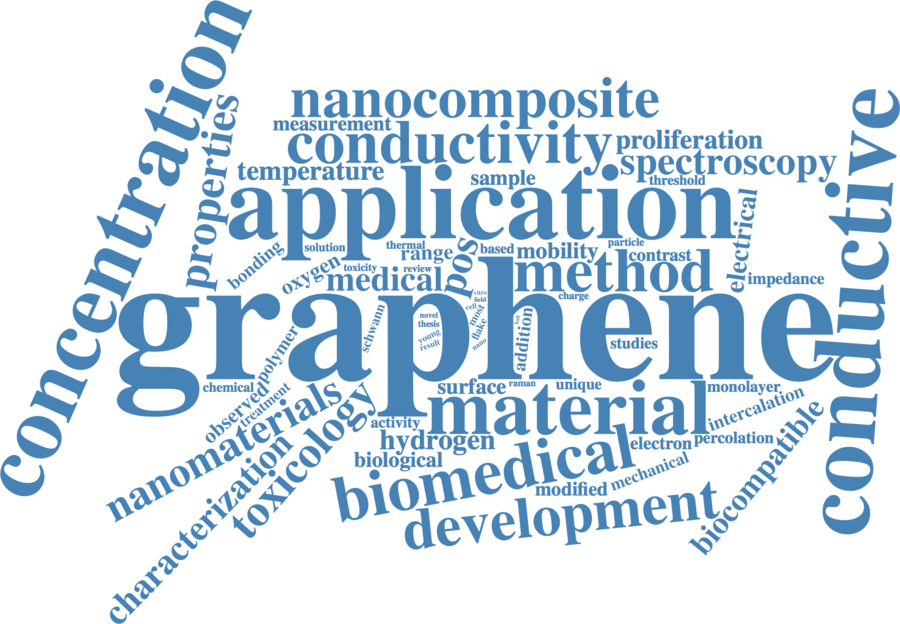 concentration
properties
nanocomposite
measurement
conductivity
proliferation
temperature
sample
spectroscopy
threshold
application
conductive
electrical
bonding
solution
thermal
range
pos
based
mobility
particle
contrast
oxygen
toxicity
review
medical
method
impedance
graphene
vitro
field
cell
most
flake
nano
charge
novel
thesis
young
result
schwann
addition
hall
studies
polymer
chemical
observed
treatment
surface
raman
unique
monolayer
nanomaterials
toxicology
characterization
activity
material
intercalation
hydrogen
electron
percolation
biological
biomedical
modified
mechanical
biocompatible
development